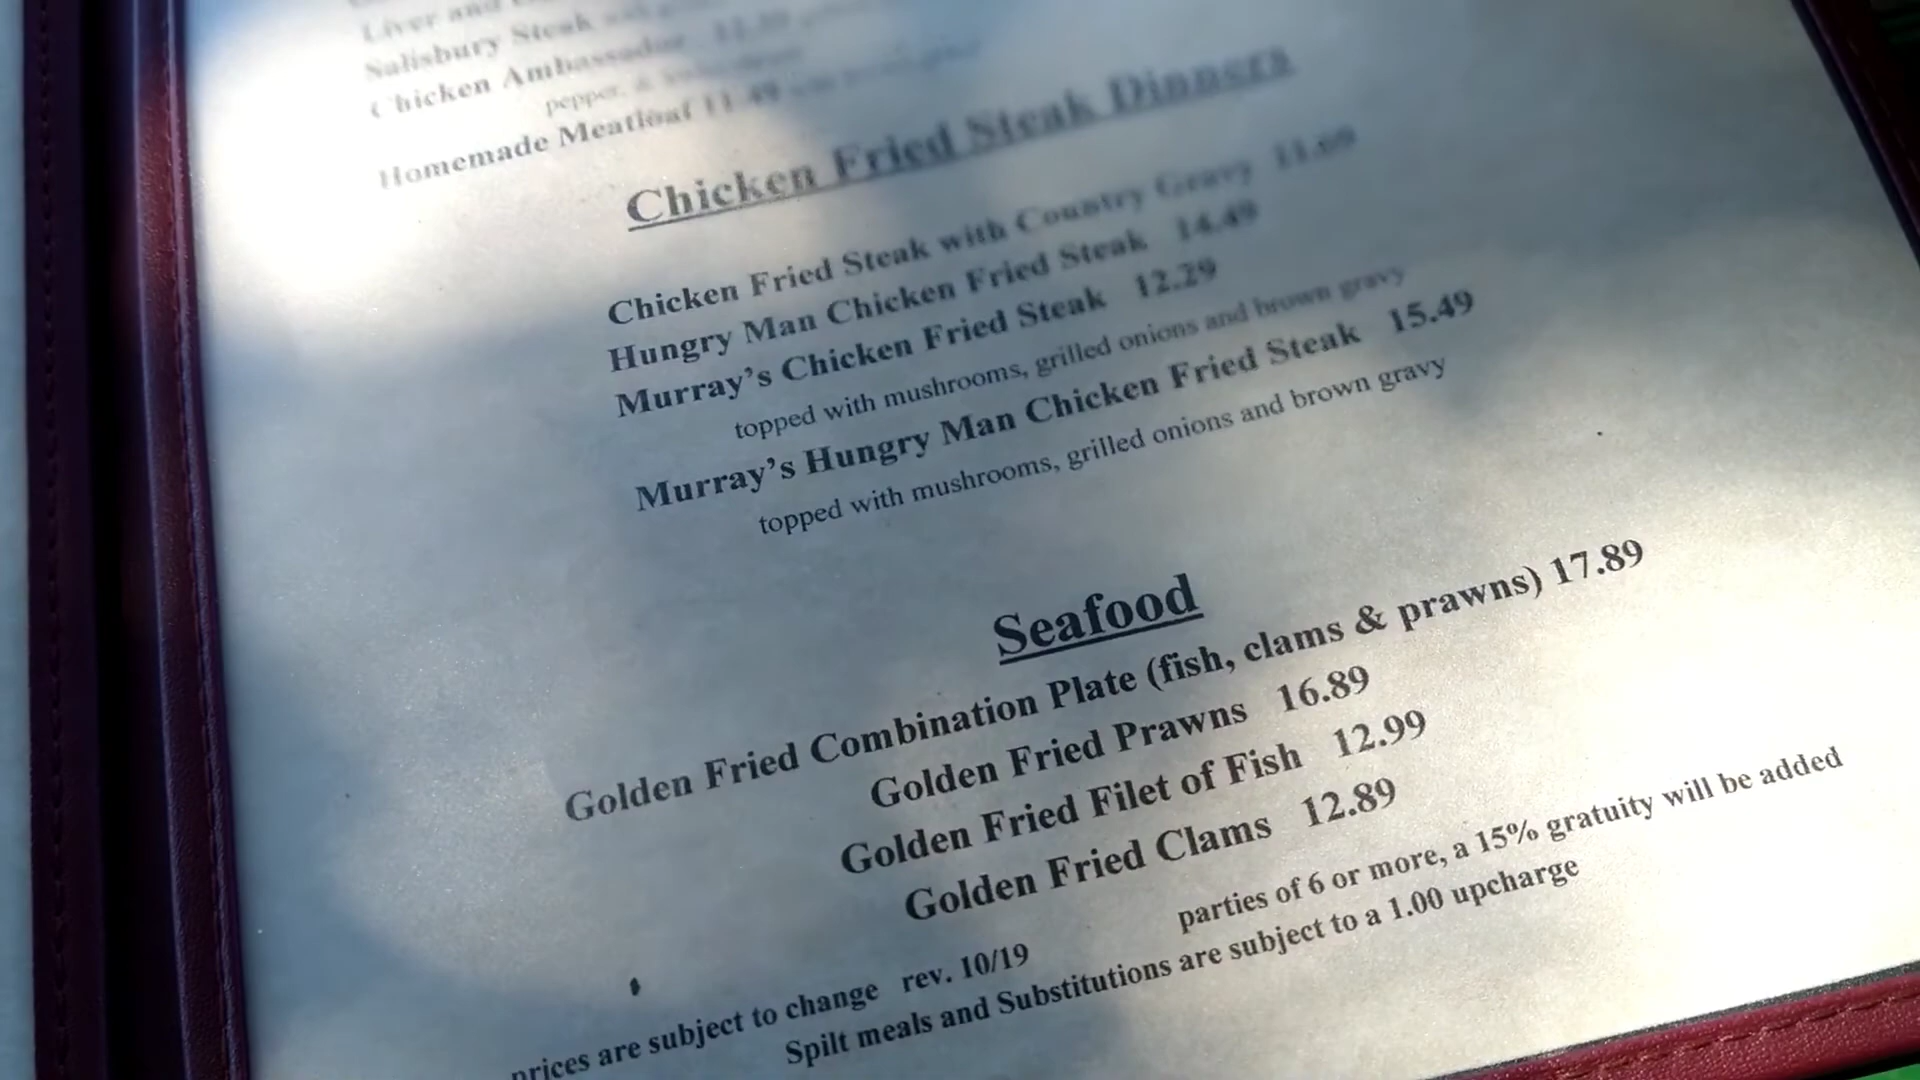 Liver and
Salisbury Steak
Chicken Ambassador
pepper, &
Homemade Meatloaf 11.49
Chicken Fried Steak Dinners
Chicken Fried Steak with Country Gravy
Hungry Man Chicken Fried Steak 14.49
Murray's Chicken Fried Steak 12.29
topped with mushrooms, grilled onions and brown gravy
Murray's Hungry Man Chicken Fried Steak 15.49
topped with mushrooms, grilled onions and brown gravy
Seafood
Golden Fried Combination Plate (fish, clams & prawns) 17.89
Golden Fried Prawns 16.89
Golden Fried Filet of Fish 12.99
Golden Fried Clams 12.89
parties of 6 or more, a 15% gratuity will be added
prices are subject to change rev. 10/19
Spilt meals and Substitutions are subject to a 1.00 upcharge